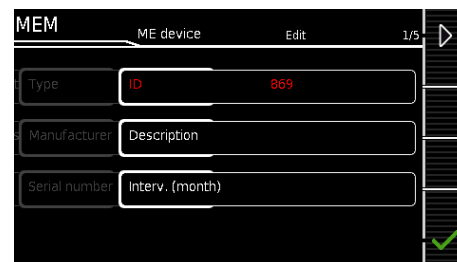 MEM
ME device Edit 1/5
Type ID 869
Manufacturer Description
Serial number Interv. (month)